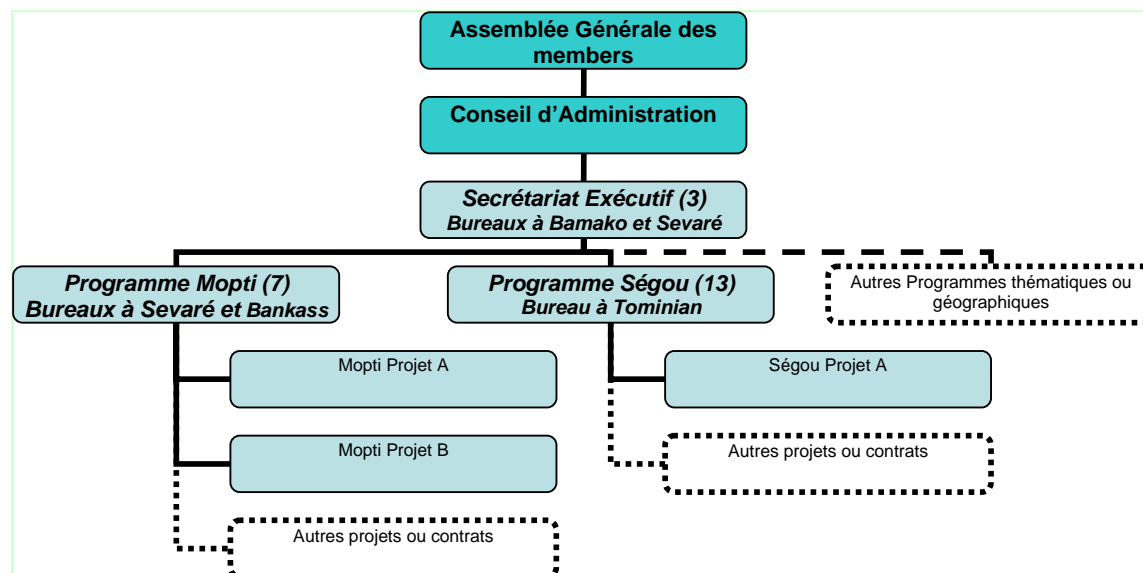 Assemblée Générale des
members
Conseil d'Administration
Secrétariat Exécutif (3)
Bureaux à Bamako et Sevaré
Programme Mopti (7)
Bureaux à Sevaré et Bankass
Programme Ségou (13)
Bureau à Tominian
Autres Programmes thématiques ou
géographiques
Mopti Projet A
Ségou Projet A
Mopti Projet B
Autres projets ou contrats
Autres projets ou contrats